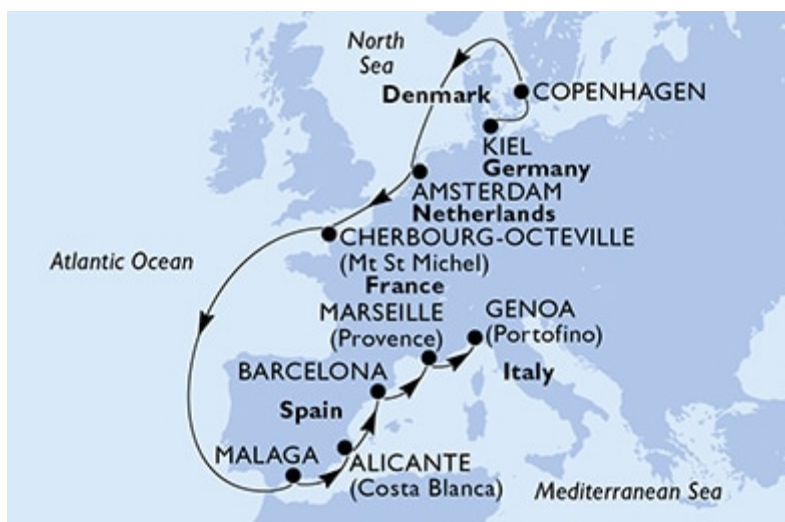 North
Sea
Denmark
COPENHAGEN
KIEL
Germany
AMSTERDAM
Netherlands
CHERBOURG-OCTEVILLE
(Mt St Michel)
France
Atlantic Ocean
MARSEILLE
(Provence)
GENOA
(Portofino)
Italy
BARCELONA
Spain
MALAGA
ALICANTE
(Costa Blanca)
Mediterranean Sea